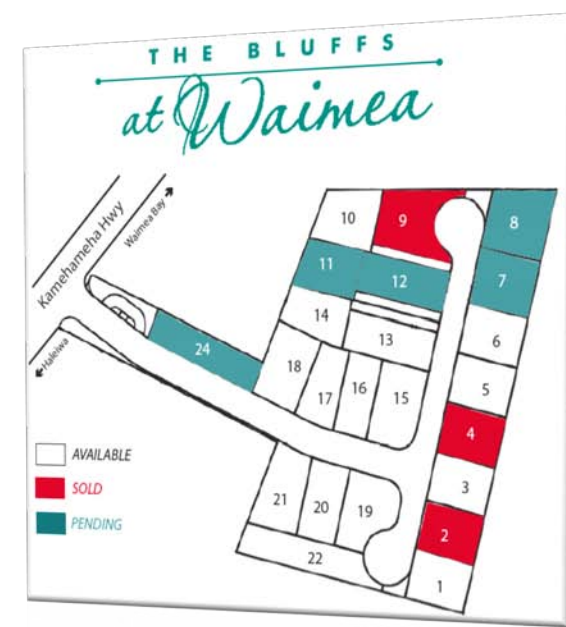 THE BLUFFS
at Waimea
Kamehameha Hwy
Waimea Bay
Haleiwa
10
9
8
11
12
7
14
13
6
24
18
17
16
15
5
4
3
21
20
19
2
22
1
AVAILABLE
SOLD
PENDING